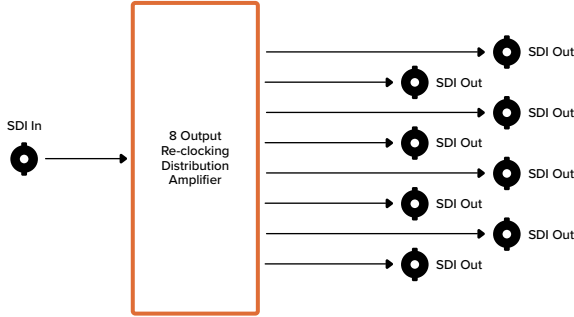 SDI In
8 Output
Re-clocking
Distribution
Amplifier
SDI Out
SDI Out
SDI Out
SDI Out
SDI Out
SDI Out
SDI Out
SDI Out